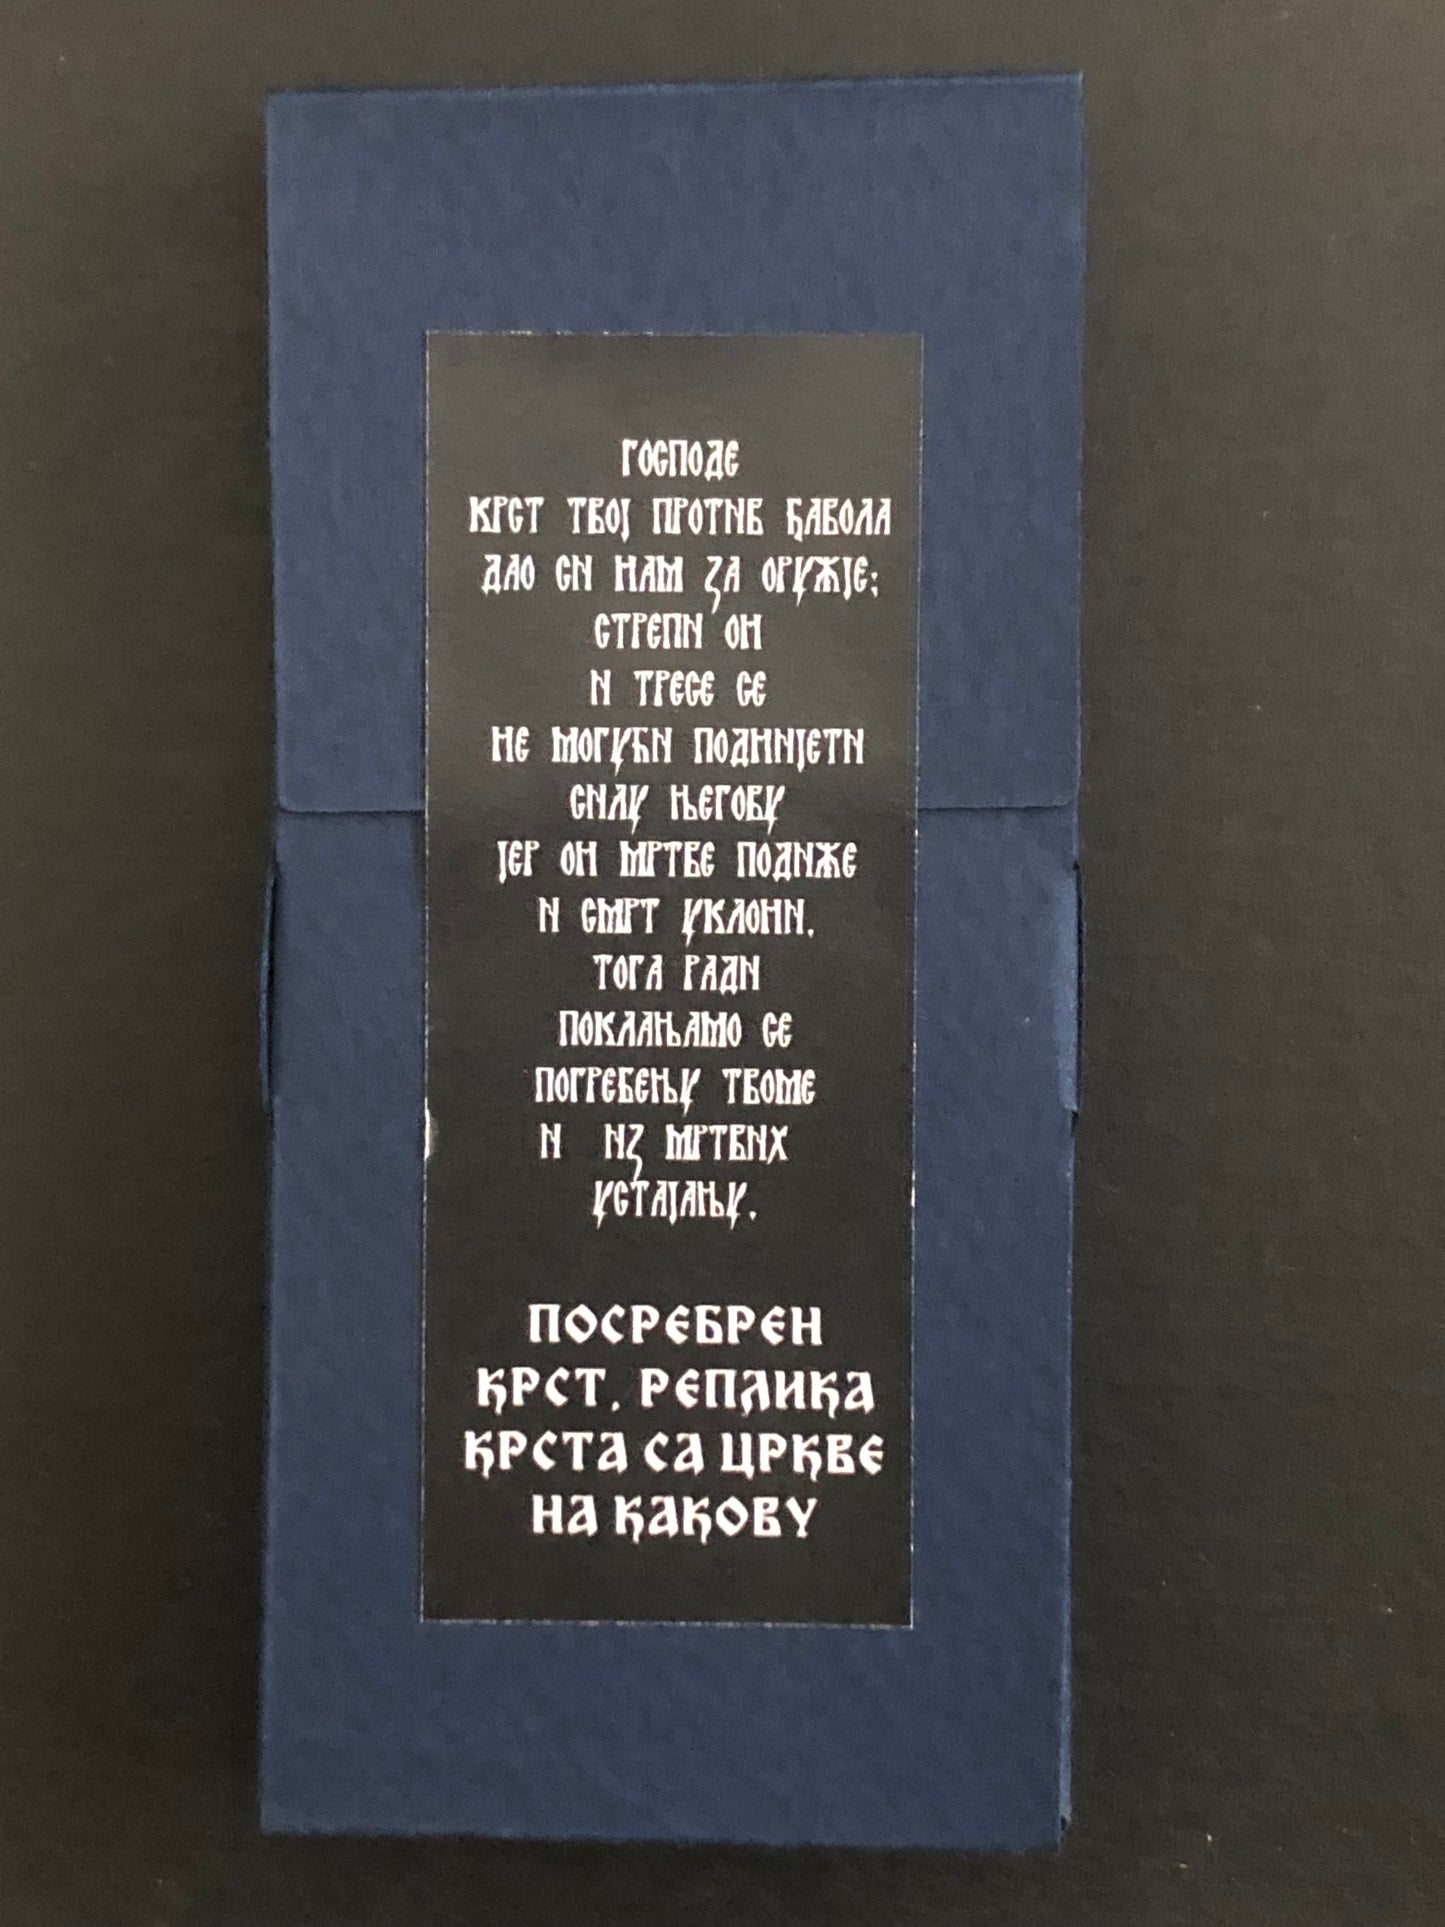 ГОСПОДЕ
КРСТ ТВОЈ ПРОТИВ ЂАВОЛА
ДАО СИ НАМ ЗА ОРУЖЈЕ;
СТРЕПИ ОН
И ТРЕСЕ СЕ
НЕ МОГУЋИ ПОДНИЈЕТИ
СИЛУ ЊЕГОВУ
ЈЕР ОН МРТВЕ ПОДИЖЕ
И СМРТ УКЛОНИ.
ТОГА РАДИ
ПОКЛАЊАМО СЕ
ПОГРЕБЕЊУ ТВОМЕ
И ИЗ МРТВИХ
УСТАЈАЊУ.
ПОСРЕБРЕН
КРСТ. РЕПЛИКА
КРСТА СА ЦРКВЕ
НА КАКОВУ